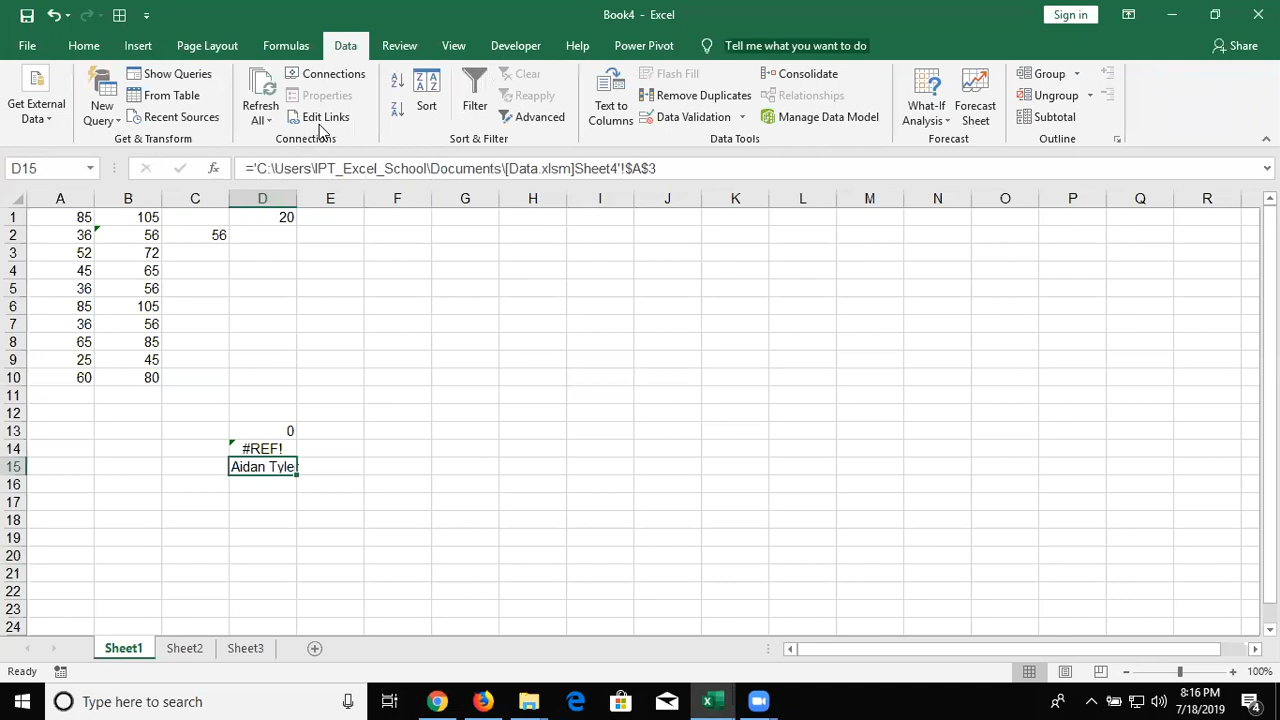 Book4 - Excel
Sign in
File Home Insert Page Layout Formulas Data Review View Developer Help Power Pivot Tell me what you want to do Share
Get External Data
New Query
Show Queries
From Table
Recent Sources
Get & Transform
Refresh All
Connections
Properties
Edit Links
Connections
A Z
Z A
Z A A Z
Sort
Filter
Clear
Reapply
Advanced
Sort & Filter
Text to Columns
Flash Fill
Remove Duplicates
Data Validation
Consolidate
Relationships
Manage Data Model
Data Tools
What-If Analysis
Forecast Sheet
Forecast
Group
Ungroup
Subtotal
Outline
D15 fx ='C:\Users\IPT_Excel_School\Documents\[Data.xlsm]Sheet4'!$A$3
A B C D E F G H I J K L M N O P Q R
1 85 105 20
2 36 56 56
3 52 72
4 45 65
5 36 56
6 85 105
7 36 56
8 65 85
9 25 45
10 60 80
11
12
13 0
14 #REF!
15 Aidan Tyler
16
17
18
19
20
21
22
23
24
Sheet1 Sheet2 Sheet3
Ready 100%
Type here to search
8:16 PM
7/18/2019
4